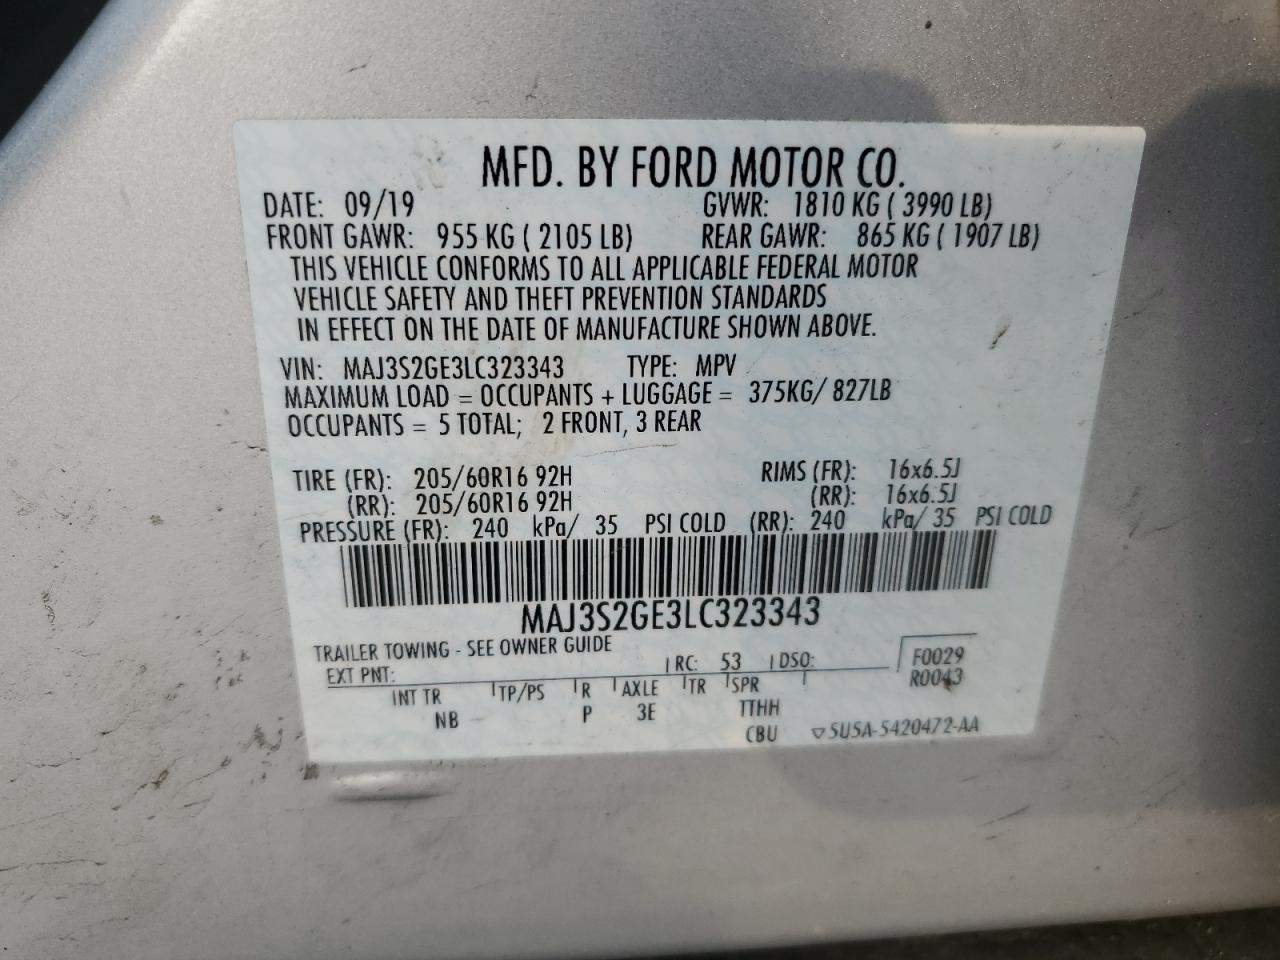 MFD. BY FORD MOTOR CO.
DATE: 09/19 GVWR: 1810 KG ( 3990 LB)
FRONT GAWR: 955 KG ( 2105 LB) REAR GAWR: 865 KG ( 1907 LB)
THIS VEHICLE CONFORMS TO ALL APPLICABLE FEDERAL MOTOR
VEHICLE SAFETY AND THEFT PREVENTION STANDARDS
IN EFFECT ON THE DATE OF MANUFACTURE SHOWN ABOVE.
VIN: MAJ3S2GE3LC323343 TYPE: MPV
MAXIMUM LOAD = OCCUPANTS + LUGGAGE = 375KG/ 827LB
OCCUPANTS = 5 TOTAL; 2 FRONT, 3 REAR
TIRE (FR): 205/60R16 92H RIMS (FR): 16x6.5J
(RR): 205/60R16 92H (RR): 16x6.5J
PRESSURE (FR): 240 kPa/ 35 PSI COLD (RR): 240 kPa/ 35 PSI COLD
MAJ3S2GE3LC323343
TRAILER TOWING - SEE OWNER GUIDE
EXT PNT: RC: 53 DSO: F0029
R0043
INT TR TP/PS R AXLE TR SPR
NB P 3E TTHH
CBU ▽5U5A-5420472-AA